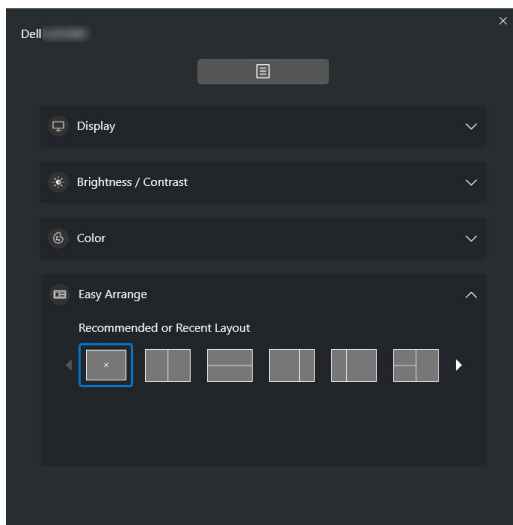 Dell
Display
Brightness / Contrast
Color
Easy Arrange
Recommended or Recent Layout